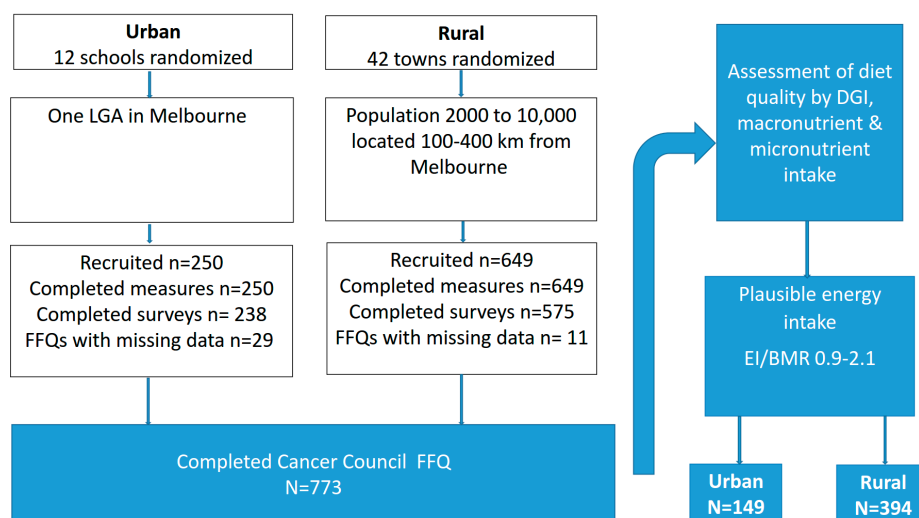 Urban
12 schools randomized
One LGA in Melbourne
Recruited n=250
Completed measures n=250
Completed surveys n= 238
FFQs with missing data n=29
Rural
42 towns randomized
Population 2000 to 10,000
located 100-400 km from
Melbourne
Recruited n=649
Completed measures n=649
Completed surveys n=575
FFQs with missing data n= 11
Completed Cancer Council FFQ
N=773
Assessment of diet
quality by DGI,
macronutrient &
micronutrient
intake
Plausible energy
intake
EI/BMR 0.9-2.1
Urban
N=149
Rural
N=394